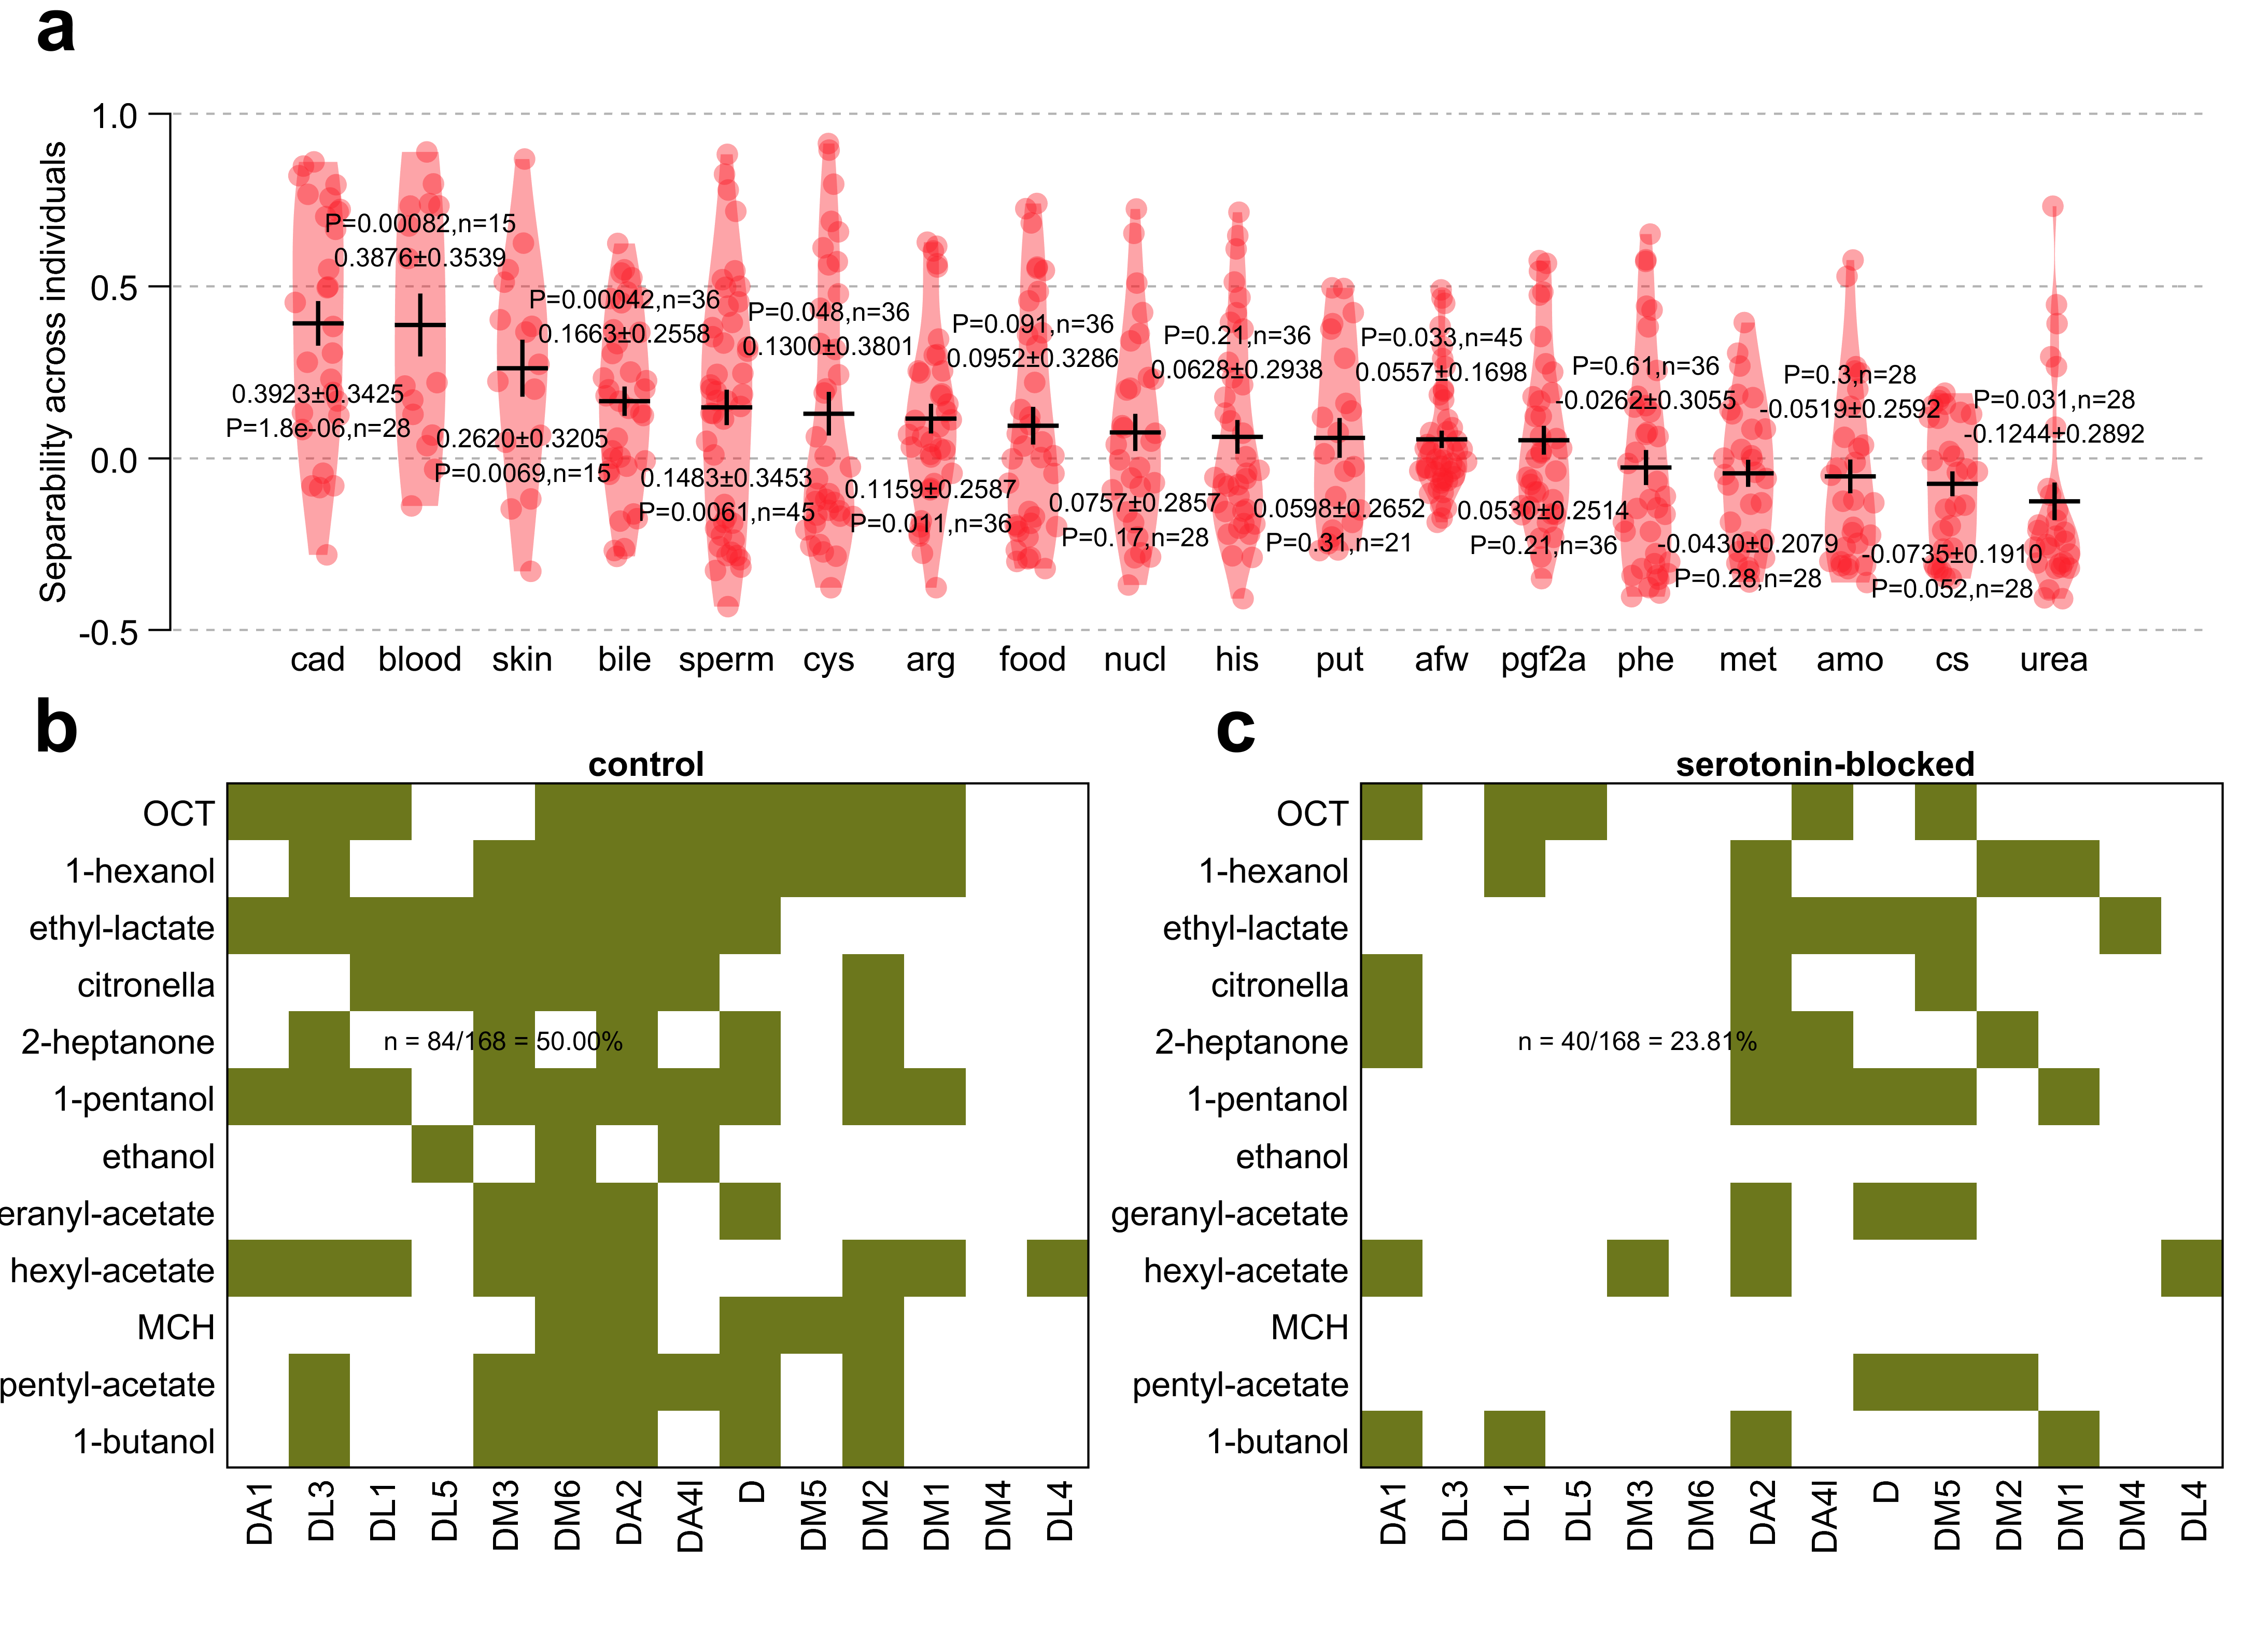 a
Separability across individuals
1.0
0.5
0.0
-0.5
0.3923±0.3425
P=1.8e-06,n=28
P=0.00082,n=15
0.3876±0.3539
0.2620±0.3205
P=0.0069,n=15
P=0.00042,n=36
0.1663±0.2558
0.1483±0.3453
P=0.0061,n=45
P=0.048,n=36
0.1300±0.3801
0.1159±0.2587
P=0.011,n=36
P=0.091,n=36
0.0952±0.3286
0.0757±0.2857
P=0.17,n=28
P=0.21,n=36
0.0628±0.2938
0.0598±0.2652
P=0.31,n=21
P=0.033,n=45
0.0557±0.1698
0.0530±0.2514
P=0.21,n=36
P=0.61,n=36
-0.0262±0.3055
-0.0430±0.2079
P=0.28,n=28
P=0.3,n=28
-0.0519±0.2592
-0.0735±0.1910
P=0.052,n=28
P=0.031,n=28
-0.1244±0.2892
cad blood skin bile sperm cys arg food nucl his put afw pgf2a phe met amo cs urea
b
control
OCT
1-hexanol
ethyl-lactate
citronella
2-heptanone
n = 84/168 = 50.00%
1-pentanol
ethanol
eranyl-acetate
hexyl-acetate
MCH
pentyl-acetate
1-butanol
DA1 DL3 DL1 DL5 DM3 DM6 DA2 DA4l D DM5 DM2 DM1 DM4 DL4
c
serotonin-blocked
OCT
1-hexanol
ethyl-lactate
citronella
2-heptanone
n = 40/168 = 23.81%
1-pentanol
ethanol
geranyl-acetate
hexyl-acetate
MCH
pentyl-acetate
1-butanol
DA1 DL3 DL1 DL5 DM3 DM6 DA2 DA4l D DM5 DM2 DM1 DM4 DL4